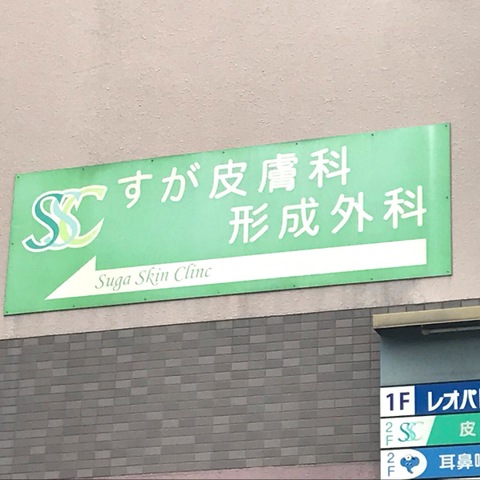 SSC
すが皮膚科
形成外科
Suga Skin Clinc
1F レオパ
2F SSC 皮
2F 耳鼻咽